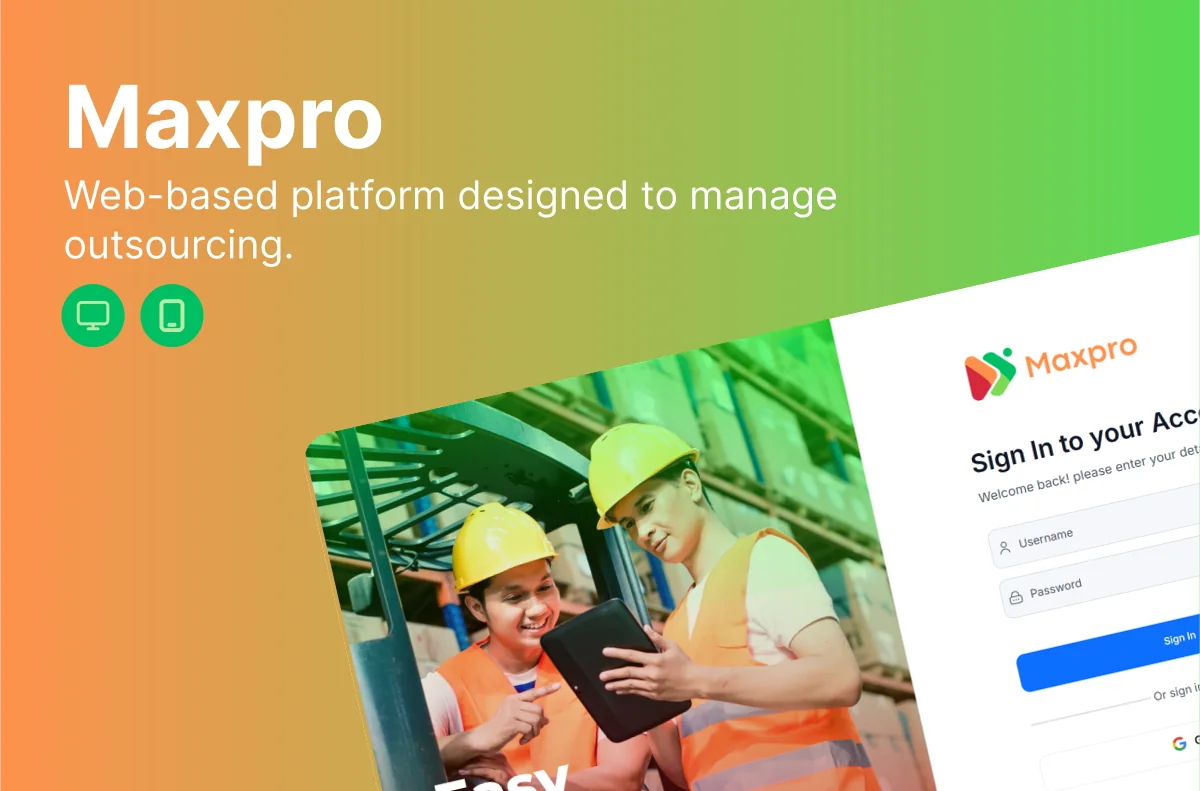 Maxpro
Web-based platform designed to manage
outsourcing.
Maxpro
Sign In to your Acc
Welcome back! please enter your det
Username
Password
Sign In
Or sign i
G
Easy